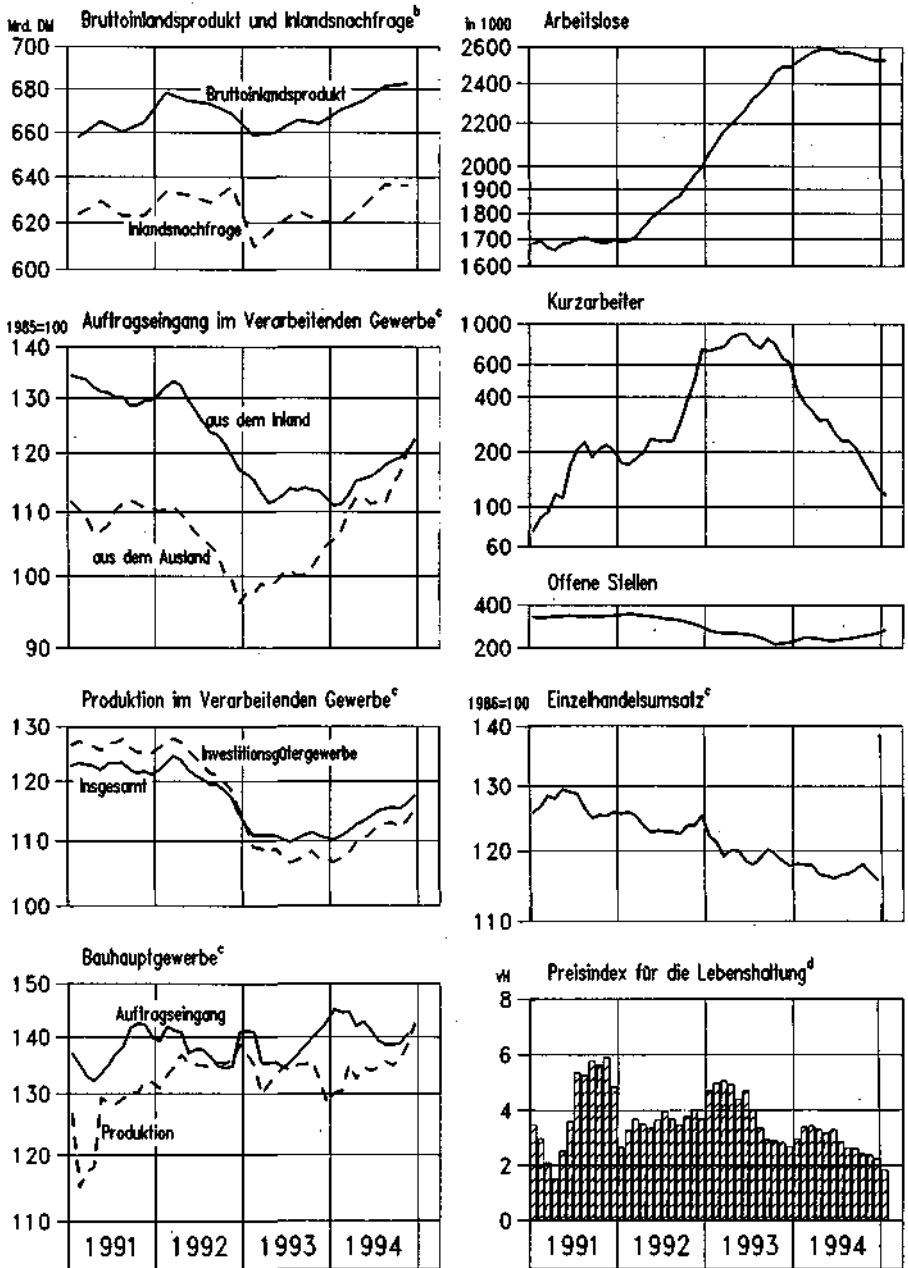 Mrd. DM Bruttoinlandsprodukt und Inlandsnachfrage^b
700
680
660
640
620
600
Bruttoinlandsprodukt
Inlandsnachfrage
1985=100 Auftragseingang im Verarbeitenden Gewerbe^c
140
130
120
110
100
90
aus dem Inland
aus dem Ausland
Produktion im Verarbeitenden Gewerbe^c
130
120
110
100
Investitionsgütergewerbe
Insgesamt
Bauhauptgewerbe^c
150
140
130
120
110
Auftragseingang
Produktion
1991 1992 1993 1994
in 1000 Arbeitslose
2600
2400
2200
2000
1900
1800
1700
1600
Kurzarbeiter
1000
600
400
200
100
60
Offene Stellen
400
200
1986=100 Einzelhandelsumsatz^c
140
130
120
110
vH Preisindex für die Lebenshaltung^d
8
6
4
2
0
1991 1992 1993 1994